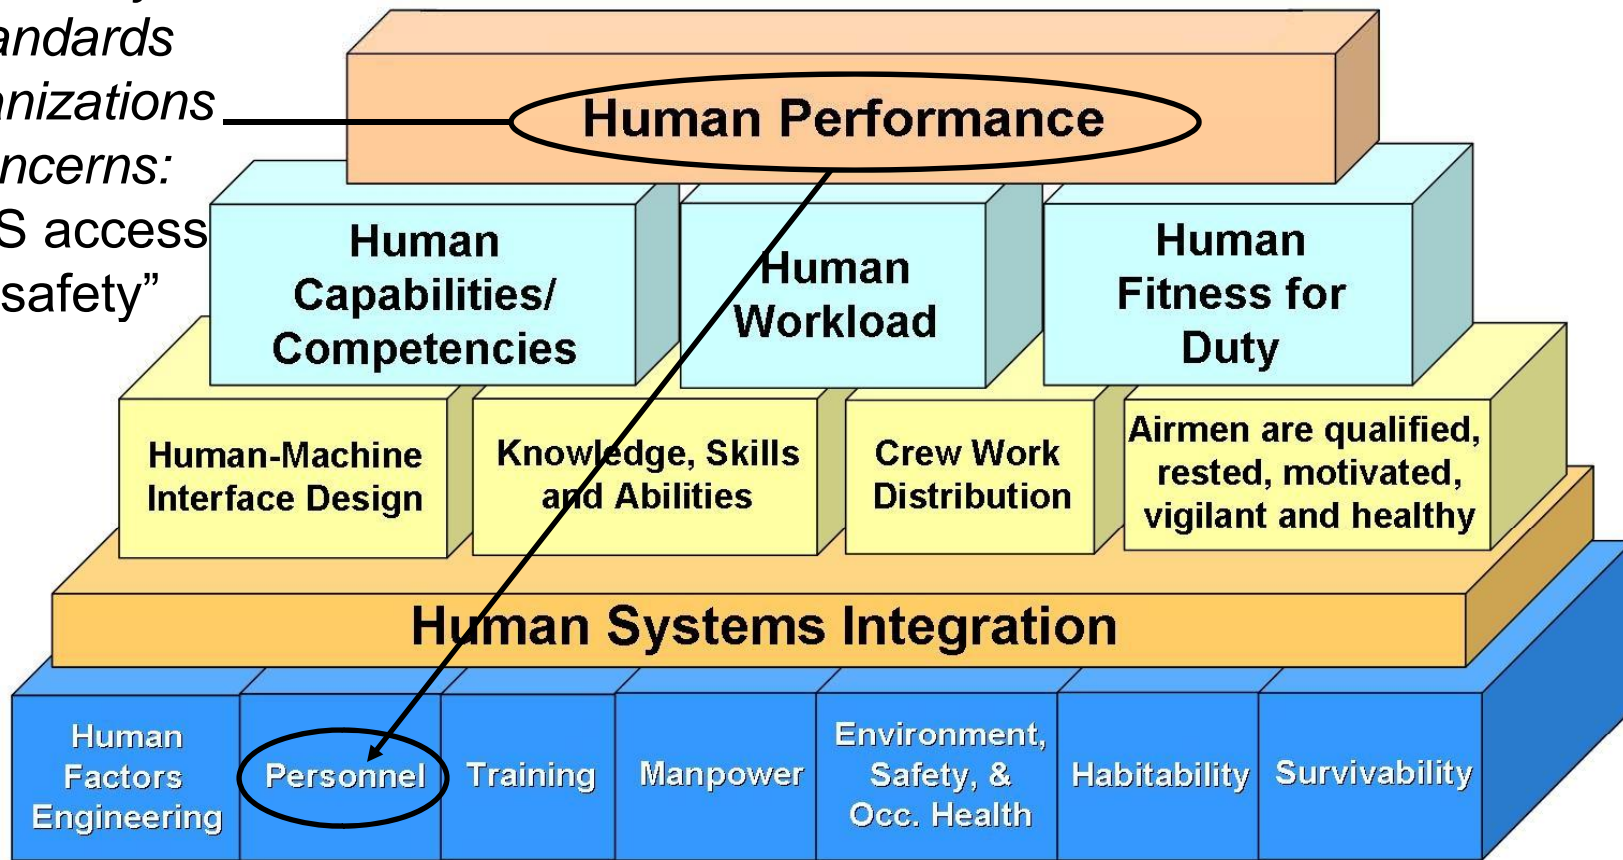 andards
anizations
ncerns:
S access
safety”
Human Performance
Human
Capabilities/
Competencies
Human
Workload
Human
Fitness for
Duty
Human-Machine
Interface Design
Knowledge, Skills
and Abilities
Crew Work
Distribution
Airmen are qualified,
rested, motivated,
vigilant and healthy
Human Systems Integration
Human
Factors
Engineering
Personnel
Training
Manpower
Environment,
Safety, &
Occ. Health
Habitability
Survivability